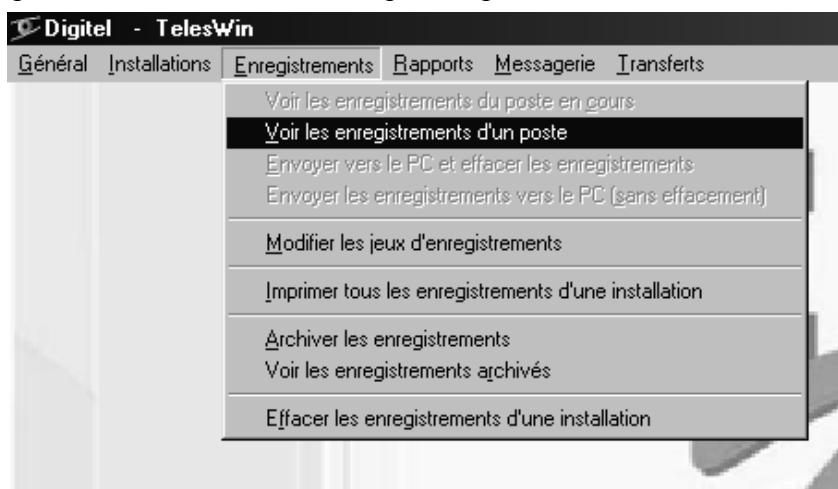 Digitel - TelesWin
Général Installations Enregistrements Rapports Messagerie Transferts
Voir les enregistrements du poste en cours
Voir les enregistrements d'un poste
Envoyer vers le PC et effacer les enregistrements
Envoyer les enregistrements vers le PC (sans effacement)
Modifier les jeux d'enregistrements
Imprimer tous les enregistrements d'une installation
Archiver les enregistrements
Voir les enregistrements archivés
Effacer les enregistrements d'une installation